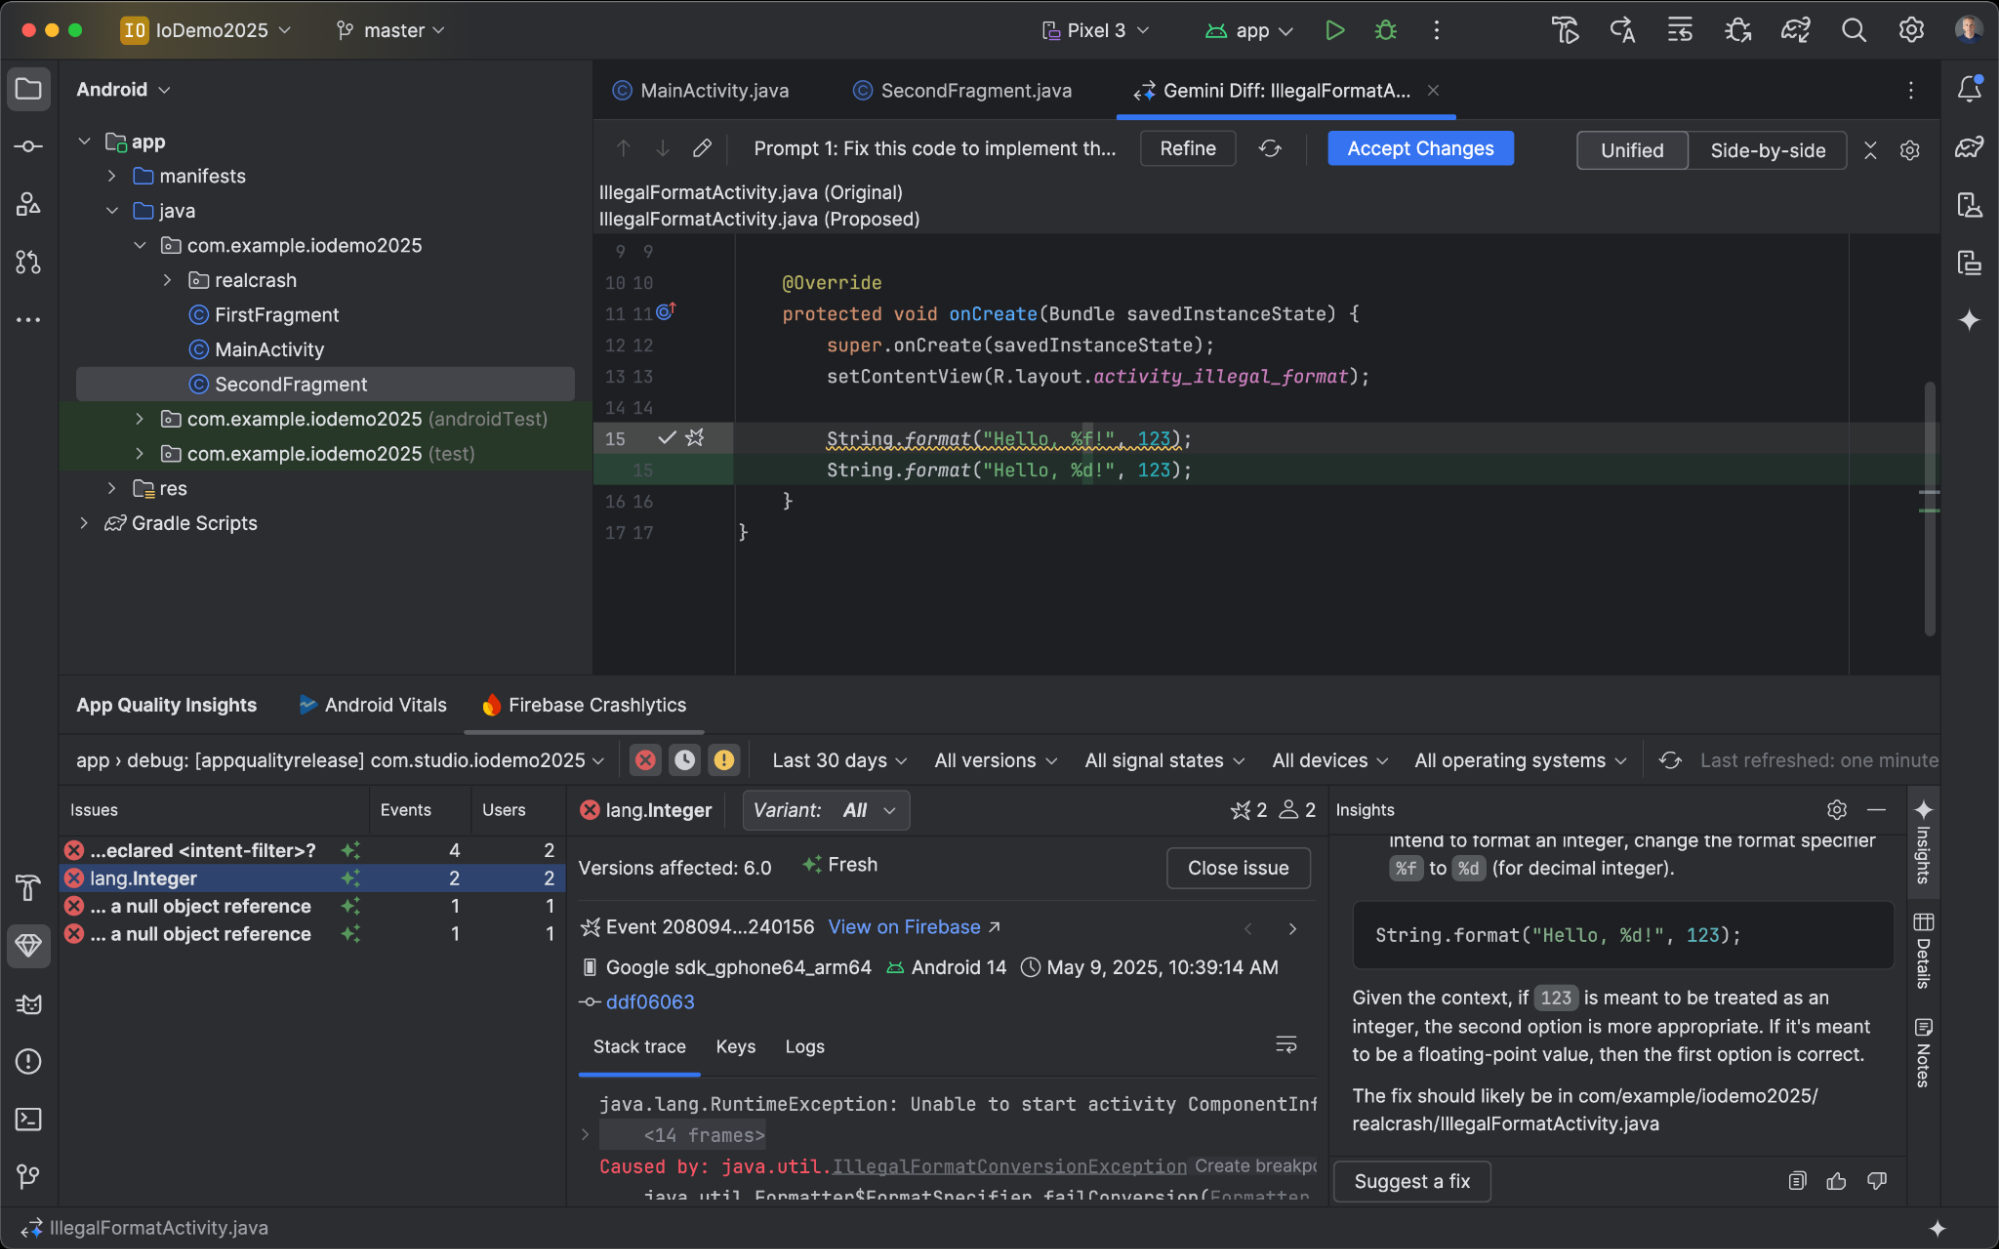 IO IoDemo2025 master Pixel 3 app
Android
MainActivity.java SecondFragment.java Gemini Diff: IllegalFormatA...
app
manifests
java
com.example.iodemo2025
realcrash
FirstFragment
MainActivity
SecondFragment
com.example.iodemo2025 (androidTest)
com.example.iodemo2025 (test)
res
Gradle Scripts
Prompt 1: Fix this code to implement th... Refine Accept Changes Unified Side-by-side
IllegalFormatActivity.java (Original)
IllegalFormatActivity.java (Proposed)
9 9
10 10 @Override
11 11 protected void onCreate(Bundle savedInstanceState) {
12 12 super.onCreate(savedInstanceState);
13 13 setContentView(R.layout.activity_illegal_format);
14 14
15 String.format("Hello, %f!", 123);
15 String.format("Hello, %d!", 123);
16 16 }
17 17 }
App Quality Insights Android Vitals Firebase Crashlytics
app › debug: [appqualityrelease] com.studio.iodemo2025 Last 30 days All versions All signal states All devices All operating systems Last refreshed: one minute
Issues Events Users
...eclared <intent-filter>? 4 2
lang.Integer 2 2
... a null object reference 1 1
... a null object reference 1 1
lang.Integer Variant: All 2 2
Versions affected: 6.0 Fresh Close issue
Event 208094...240156 View on Firebase
Google sdk_gphone64_arm64 Android 14 May 9, 2025, 10:39:14 AM
ddf06063
Stack trace Keys Logs
java.lang.RuntimeException: Unable to start activity ComponentInf
<14 frames>
Caused by: java.util.IllegalFormatConversionException Create breakpo
java.util.Formatter$FormatSpecifier.failConversion(Formatter
Insights
intend to format an integer, change the format specifier
%f to %d (for decimal integer).
String.format("Hello, %d!", 123);
Given the context, if 123 is meant to be treated as an
integer, the second option is more appropriate. If it's meant
to be a floating-point value, then the first option is correct.
The fix should likely be in com/example/iodemo2025/
realcrash/IllegalFormatActivity.java
Suggest a fix
Insights
Details
Notes
IllegalFormatActivity.java